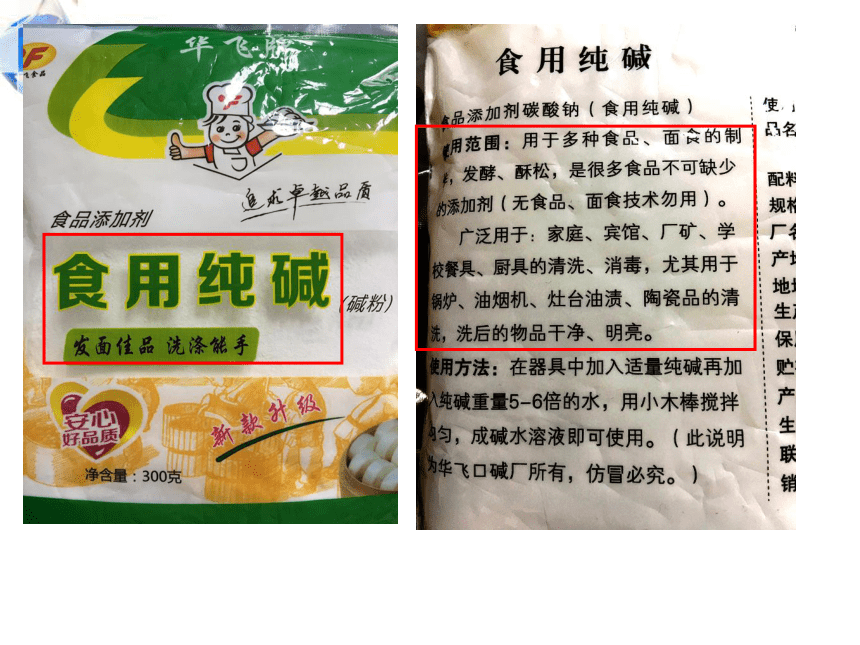 华飞牌
F
飞食品
追求卓越品质
食品添加剂
食用纯碱
(碱粉)
发面佳品 洗涤能手
安心
好品质
新款升级
净含量:300克
食用纯碱
食品添加剂碳酸钠(食用纯碱)
使用范围:用于多种食品、面食的制
,发酵、酥松,是很多食品不可缺少
的添加剂(无食品、面食技术勿用)。
广泛用于:家庭、宾馆、厂矿、学
校餐具、厨具的清洗、消毒,尤其用于
锅炉、油烟机、灶台油渍、陶瓷品的清
洗,洗后的物品干净、明亮。
使用方法:在器具中加入适量纯碱再加
入纯碱重量5-6倍的水,用小木棒搅拌
均匀,成碱水溶液即可使用。(此说明
为华飞口碱厂所有,仿冒必究。)
使
品名
配料
规格
厂名
产地
地址
生产
保
贮
产
生
联
销